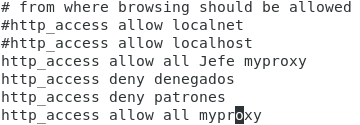 # from where browsing should be allowed
#http_access allow localnet
#http_access allow localhost
http_access allow all Jefe myproxy
http_access deny denegados
http_access deny patrones
http_access allow all myproxy